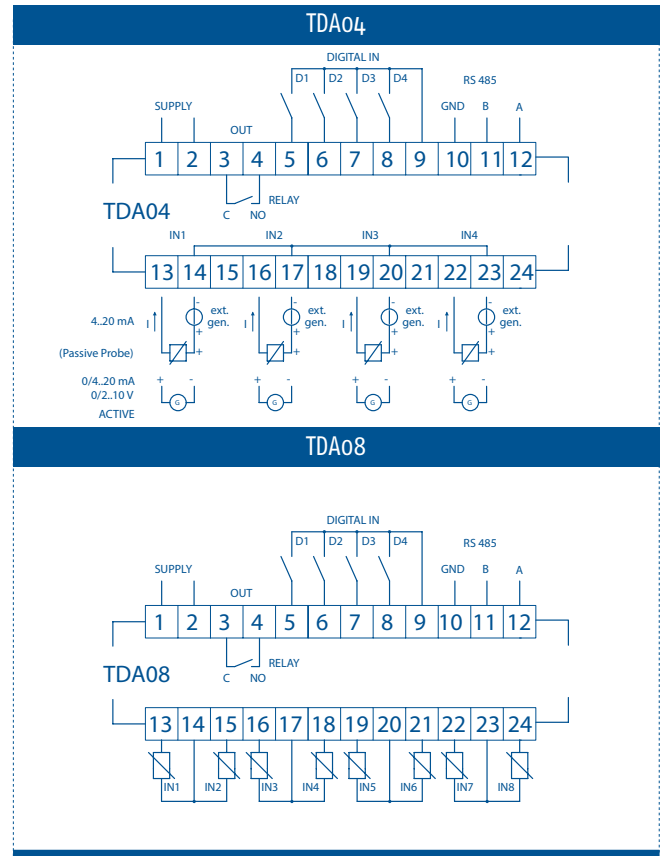 TDA04
DIGITAL IN
D1 D2 D3 D4 RS 485
SUPPLY GND B A
OUT
1 2 3 4 5 6 7 8 9 10 11 12
RELAY
TDA04 C NO
IN1 IN2 IN3 IN4
13 14 15 16 17 18 19 20 21 22 23 24
- - - -
4..20 mA I ext. gen. I ext. gen. I ext. gen. I ext. gen.
+ + + +
(Passive Probe) + + + +
0/4..20 mA + - + - + - + -
0/2..10 V G G G G
ACTIVE
TDA08
DIGITAL IN
D1 D2 D3 D4 RS 485
SUPPLY GND B A
OUT
1 2 3 4 5 6 7 8 9 10 11 12
RELAY
TDA08 C NO
13 14 15 16 17 18 19 20 21 22 23 24
IN1 IN2 IN3 IN4 IN5 IN6 IN7 IN8